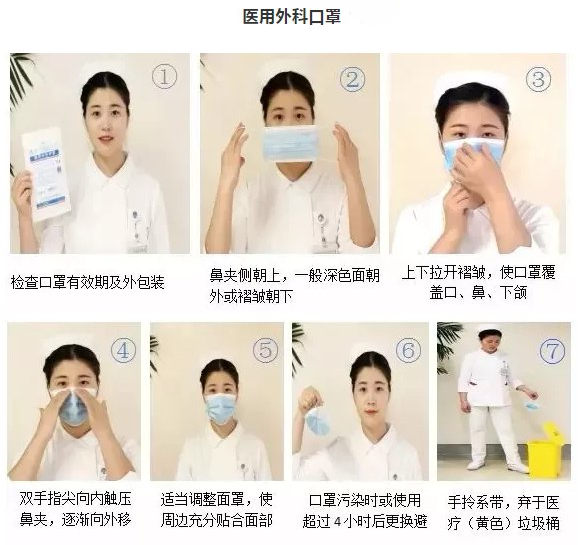 医用外科口罩
①
②
③
检查口罩有效期及外包装
鼻夹侧朝上，一般深色面朝
外或褶皱朝下
上下拉开褶皱，使口罩覆
盖口、鼻、下颌
④
⑤
⑥
⑦
双手指尖向内触压
鼻夹，逐渐向外移
适当调整面罩，使
周边充分贴合面部
口罩污染时或使用
超过4小时后更换避
手拎系带，弃于医
疗（黄色）垃圾桶